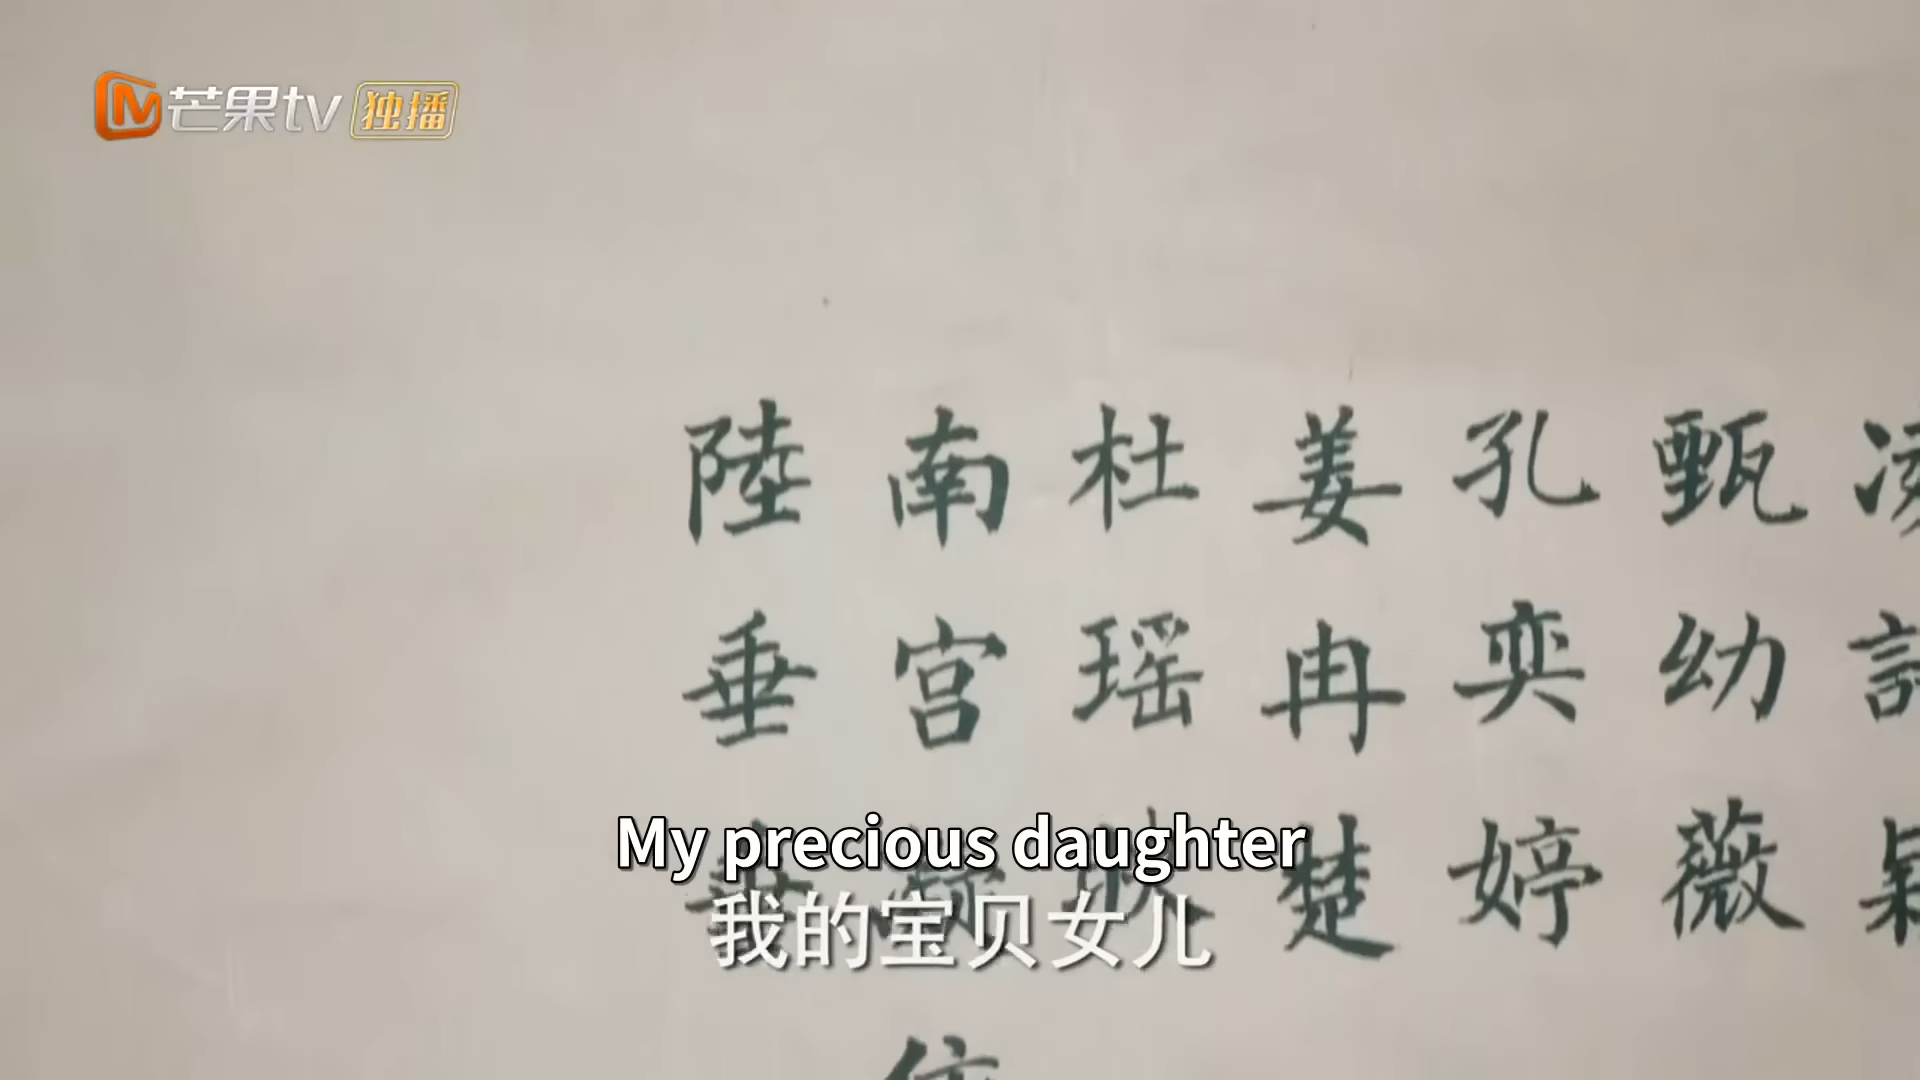 芒果tv 独播
陸 南 杜 姜 孔 甄
垂 宫 瑶 冉 奕 幼
My precious daughter
楚 婷 薇
我的宝贝女儿